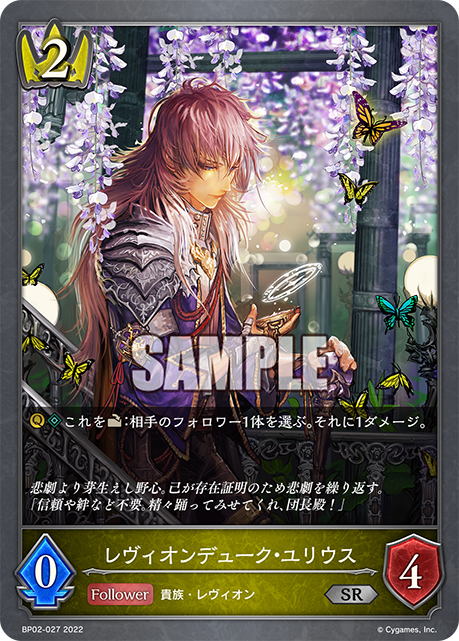 2
SAMPLE
Q これを:相手のフォロワー1体を選ぶ。それに1ダメージ。
悲劇より芽生えし野心。己が存在証明のため悲劇を繰り返す。
「信頼や絆など不要。精々踊ってみせてくれ、団長殿！」
レヴィオンデューク・ユリウス
0
Follower 貴族・レヴィオン SR
4
BP02-027 2022 © Cygames, Inc.